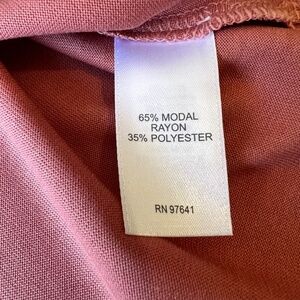 65% MODAL
RAYON
35% POLYESTER
RN 97641